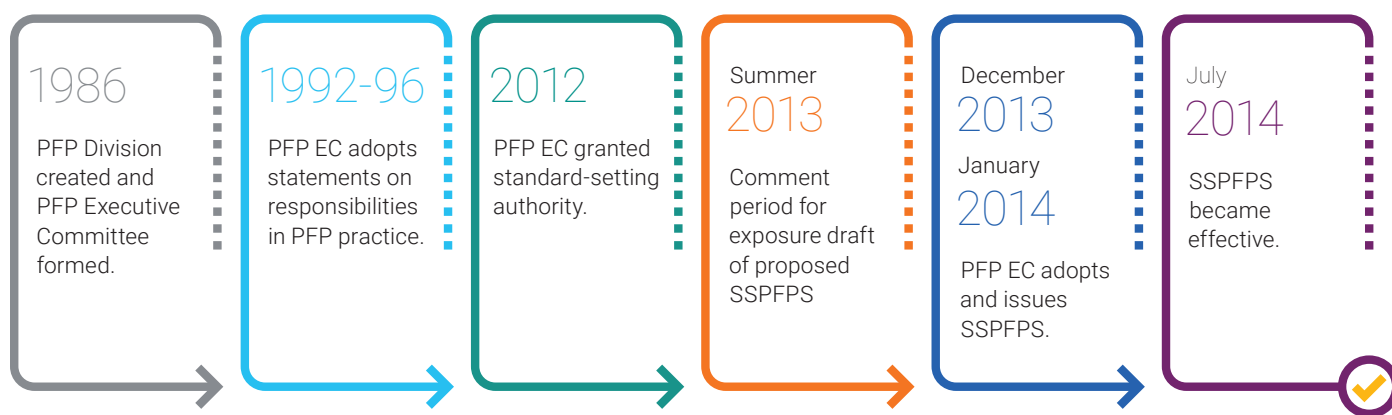 1986
PFP Division
created and
PFP Executive
Committee
formed.
1992-96
PFP EC adopts
statements on
responsibilities
in PFP practice.
2012
PFP EC granted
standard-setting
authority.
Summer
2013
Comment
period for
exposure draft
of proposed
SSPFPS
December
2013
January
2014
PFP EC adopts
and issues
SSPFPS.
July
2014
SSPFPS
became
effective.